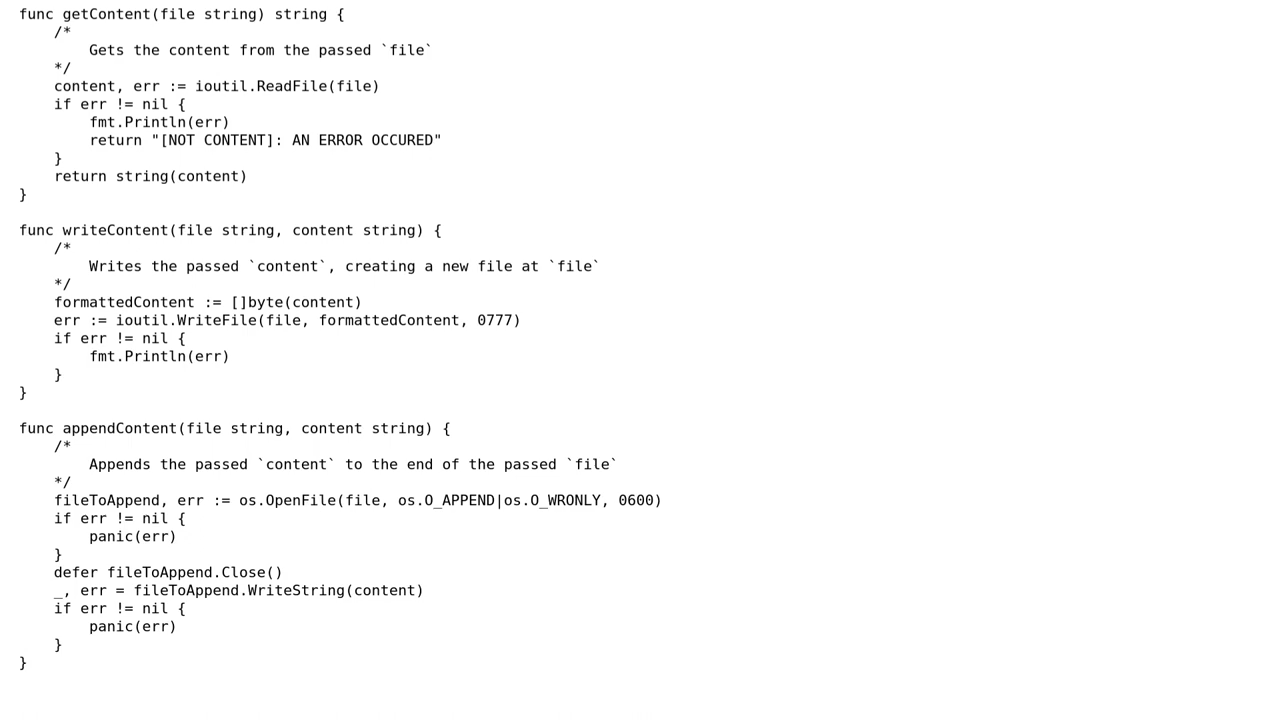 func getContent(file string) string {
    /*
        Gets the content from the passed `file`
    */
    content, err := ioutil.ReadFile(file)
    if err != nil {
        fmt.Println(err)
        return "[NOT CONTENT]: AN ERROR OCCURED"
    }
    return string(content)
}

func writeContent(file string, content string) {
    /*
        Writes the passed `content`, creating a new file at `file`
    */
    formattedContent := []byte(content)
    err := ioutil.WriteFile(file, formattedContent, 0777)
    if err != nil {
        fmt.Println(err)
    }
}

func appendContent(file string, content string) {
    /*
        Appends the passed `content` to the end of the passed `file`
    */
    fileToAppend, err := os.OpenFile(file, os.O_APPEND|os.O_WRONLY, 0600)
    if err != nil {
        panic(err)
    }
    defer fileToAppend.Close()
    _, err = fileToAppend.WriteString(content)
    if err != nil {
        panic(err)
    }
}